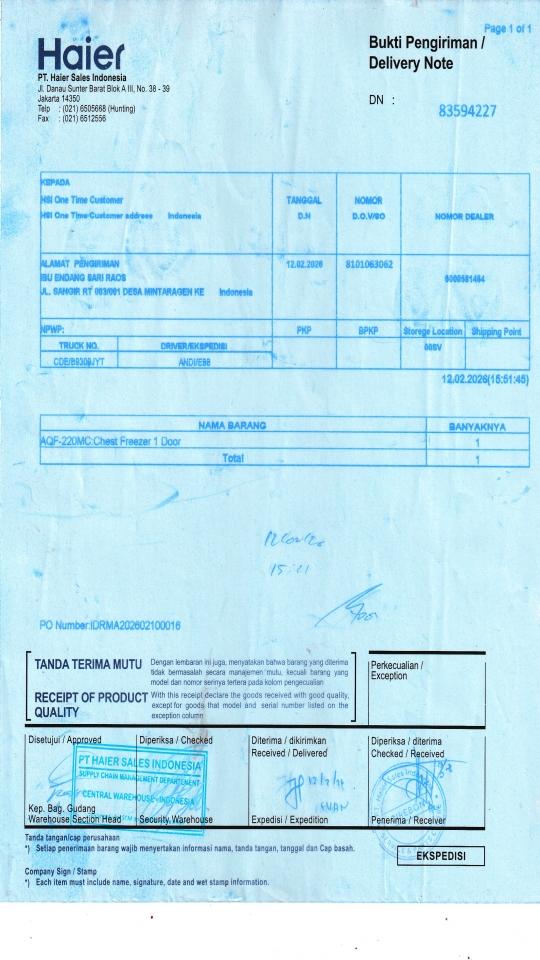 Page 1 of 1
Haier
Bukti Pengiriman /
Delivery Note
PT. Haier Sales Indonesia
Jl. Danau Sunter Barat Blok A III, No. 38 - 39
Jakarta 14350
Telp : (021) 6505668 (Hunting)
Fax : (021) 6512556
DN :
83594227
KEPADA
HSI One Time Customer
HSI One Time Customer address Indonesia
TANGGAL
D.N
NOMOR
D.O.V/SO
NOMOR DEALER
ALAMAT PENGIRIMAN
IBU ENDANG SARI RAOS
JL. SANGIR RT 003/001 DESA MINTARAGEN KE Indonesia
12.02.2026
8101063062
NPWP:
PKP
BPKP
Storege Location
Shipping Point
TRUCK NO.
DRIVER/EKSPEDISI
CDE/B9309JYT
12.02.2026(15:51:45)
NAMA BARANG
BANYAKNYA
AQF-220MC:Chest Freezer 1 Door
1
Total
1
PO Number:IDRMA202602100016
TANDA TERIMA MUTU
Dengan lembaran ini juga, menyatakan bahwa barang yang diterima
tidak bermasalah secara manajemen mutu, kecuali barang yang
model dan nomor serinya tertera pada kolom pengecualian
RECEIPT OF PRODUCT
QUALITY
With this receipt declare the goods received with good quality,
except for goods that model and serial number listed on the
exception column
Perkecualian /
Exception
Disetujui / Approved
Diperiksa / Checked
Diterima / dikirimkan
Received / Delivered
Diperiksa / diterima
Checked / Received
PT HAIER SALES INDONESIA
SUPPLY CHAIN MANAGEMENT DEPARTEMENT
CENTRAL WAREHOUSE - INDONESIA
Kep. Bag. Gudang
Warehouse Section Head
Security Warehouse
Expedisi / Expedition
Penerima / Receiver
Tanda tangan/cap perusahaan
*) Setiap penerimaan barang wajib menyertakan informasi nama, tanda tangan, tanggal dan Cap basah.
EKSPEDISI
Company Sign / Stamp
*) Each item must include name, signature, date and wet stamp information.